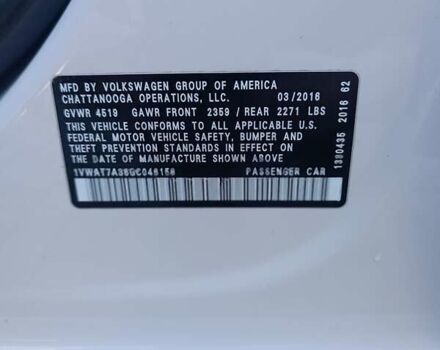 MFD BY VOLKSWAGEN GROUP OF AMERICA
CHATTANOOGA OPERATIONS, LLC. 03/2016
GVWR 4519 GAWR FRONT 2359 / REAR 2271 LBS
THIS VEHICLE CONFORMS TO ALL APPLICABLE U.S.
FEDERAL MOTOR VEHICLE SAFETY, BUMPER AND
THEFT PREVENTION STANDARDS IN EFFECT ON
THE DATE OF MANUFACTURE SHOWN ABOVE.
PASSENGER CAR
1390435 2016 62